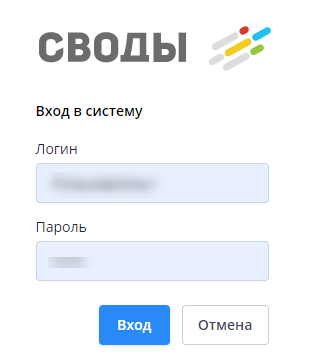 СВОДЫ
Вход в систему
Логин
Пароль
Вход Отмена